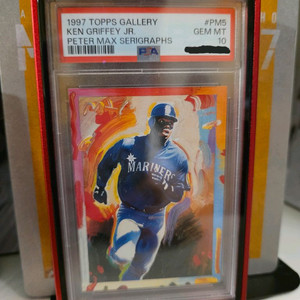 1997 TOPPS GALLERY #PM5
KEN GRIFFEY JR. GEM MT
PETER MAX SERIGRAPHS 10
PSA
MARINERS